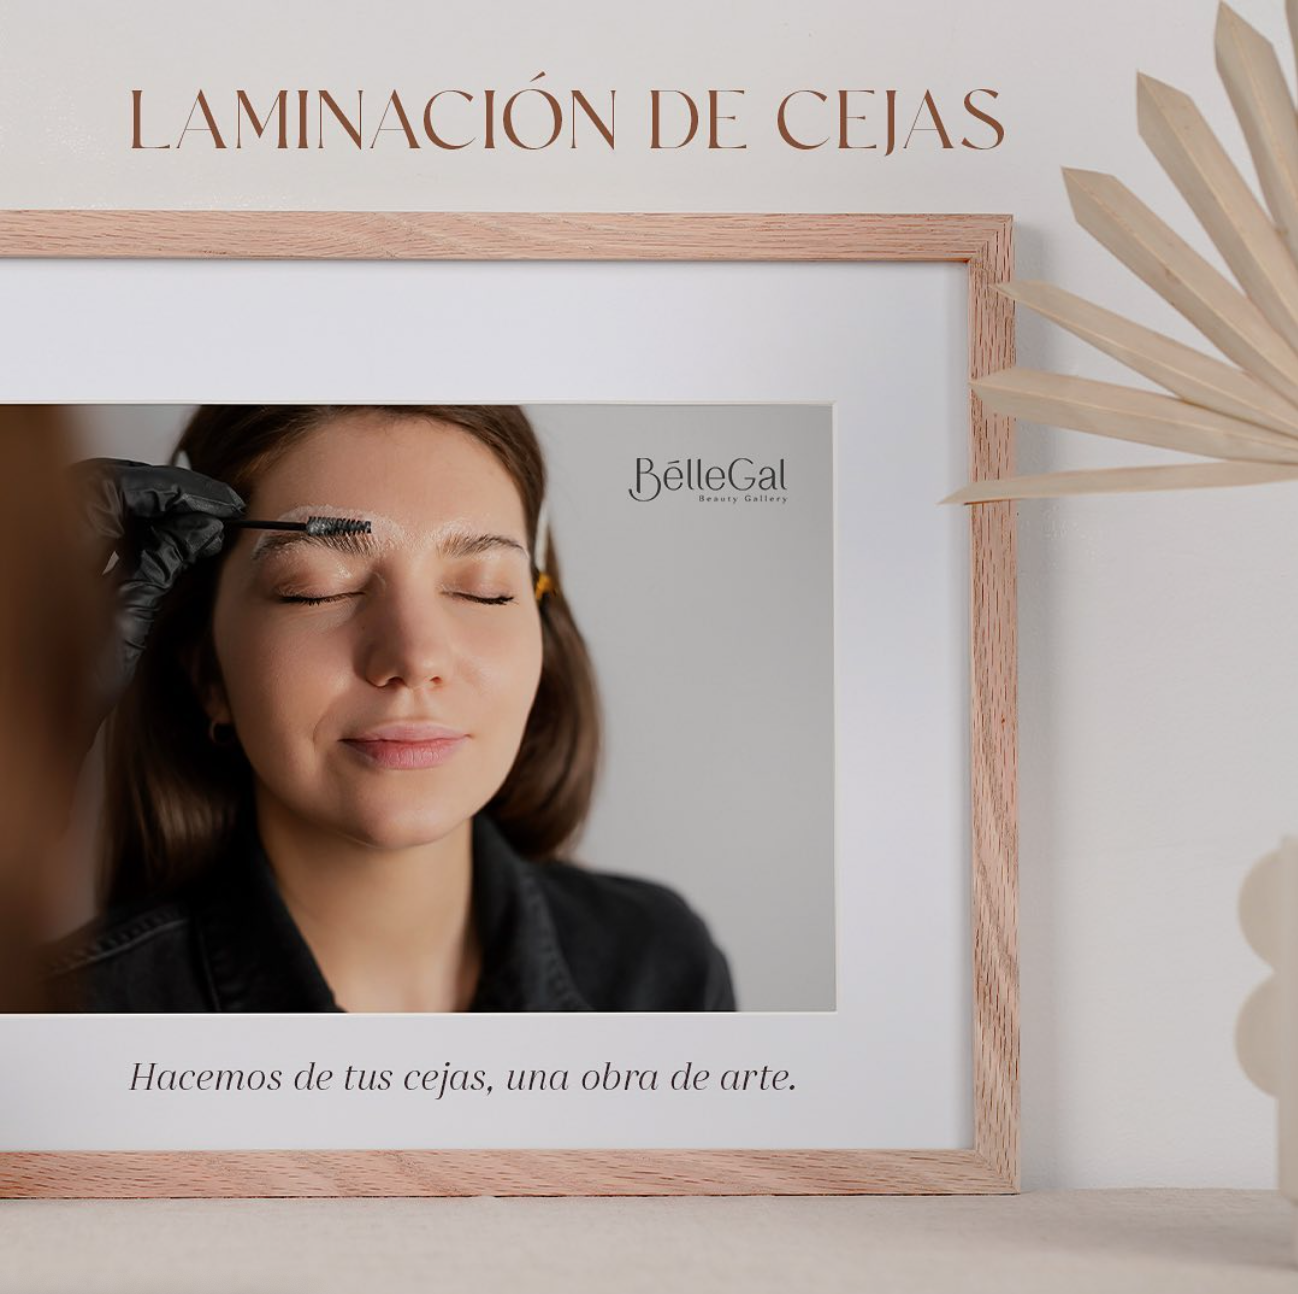 LAMINACIÓN DE CEJAS
BélleGal
Beauty Gallery
Hacemos de tus cejas, una obra de arte.